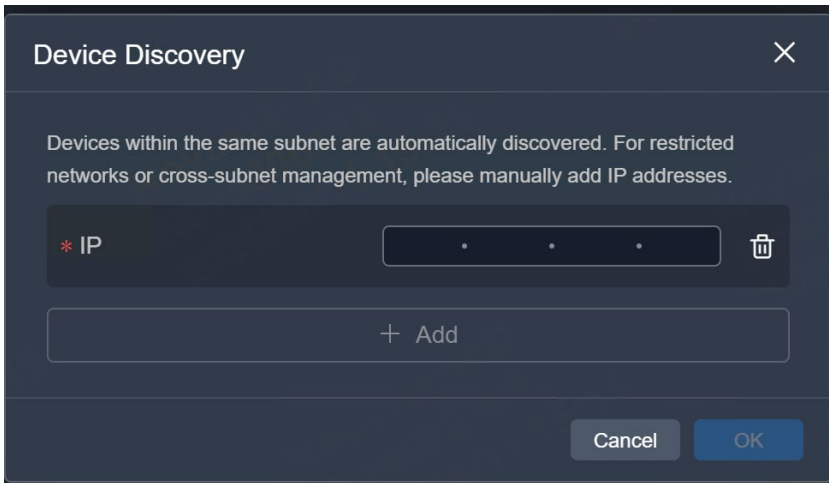 Device Discovery
Devices within the same subnet are automatically discovered. For restricted
networks or cross-subnet management, please manually add IP addresses.
* IP
+ Add
Cancel
OK